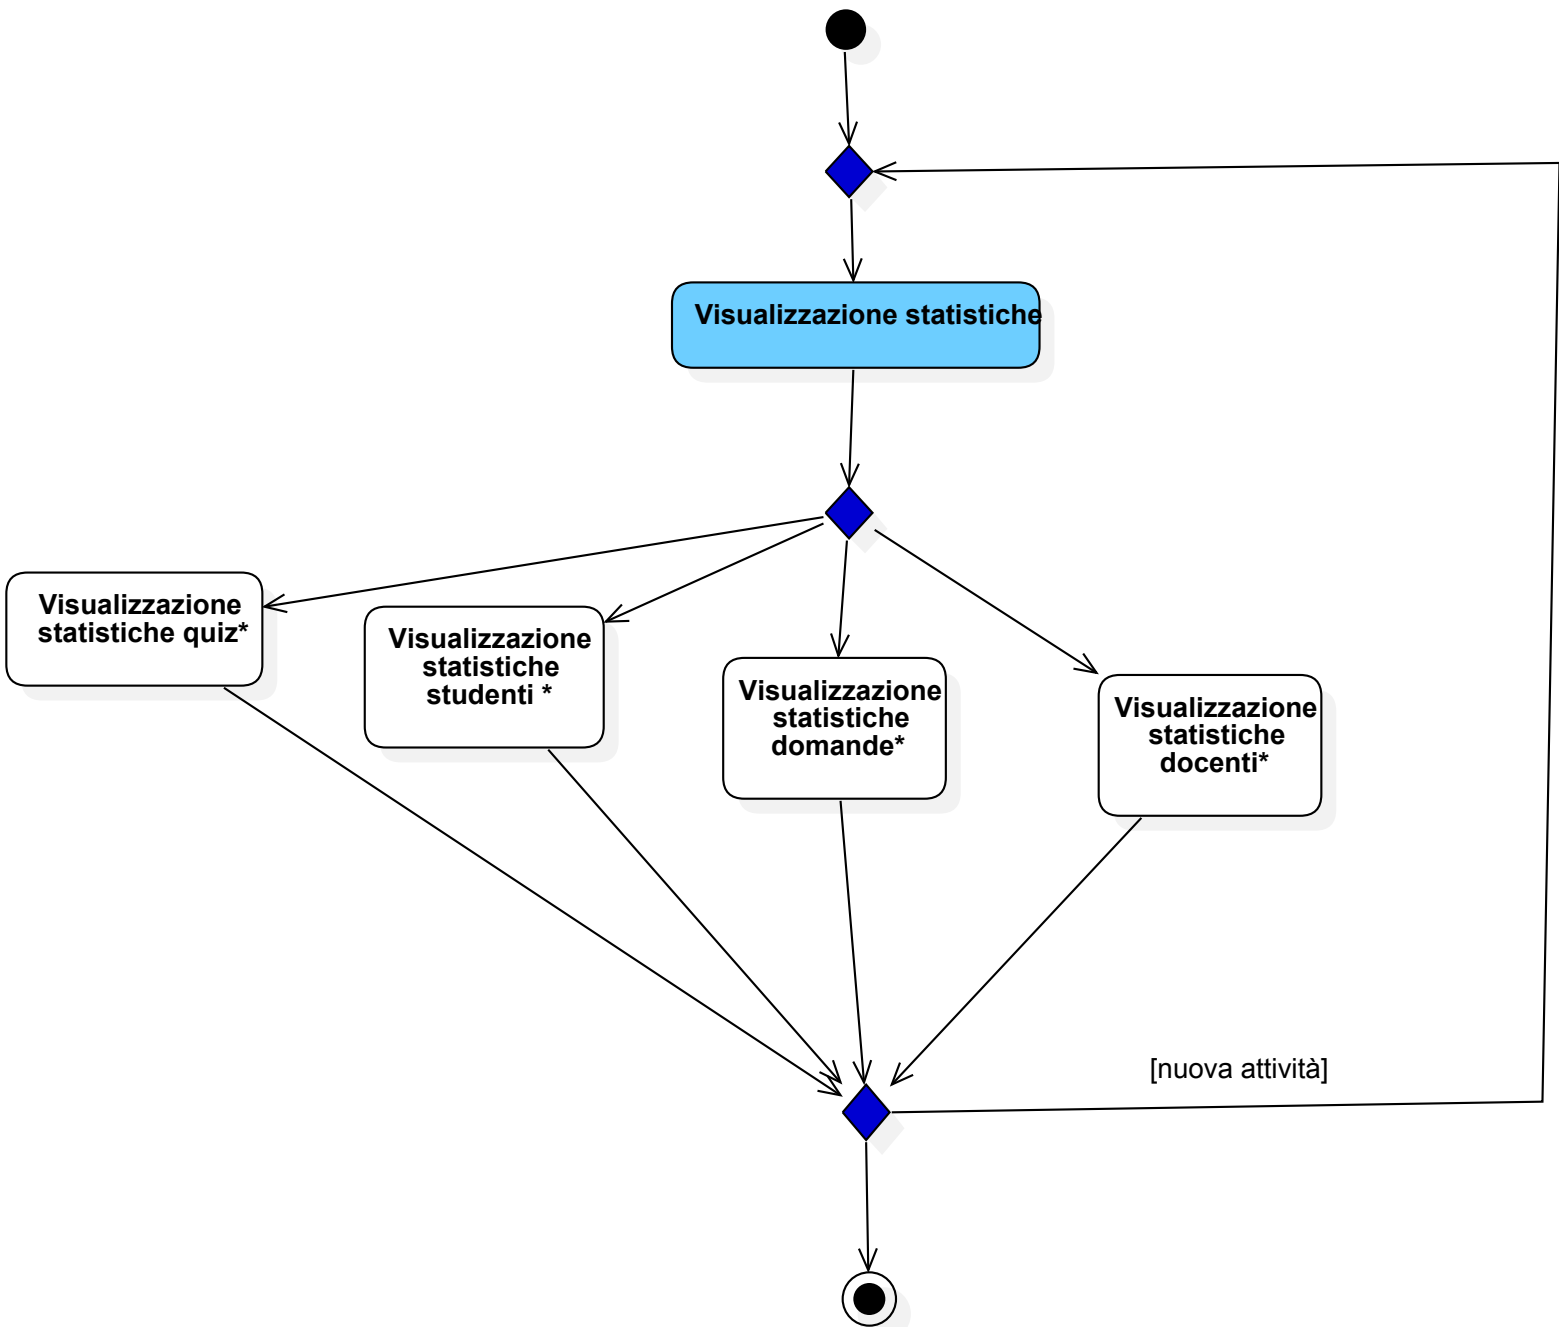 Visualizzazione statistiche
Visualizzazione
statistiche quiz*
Visualizzazione
statistiche
studenti *
Visualizzazione
statistiche
domande*
Visualizzazione
statistiche
docenti*
[nuova attività]